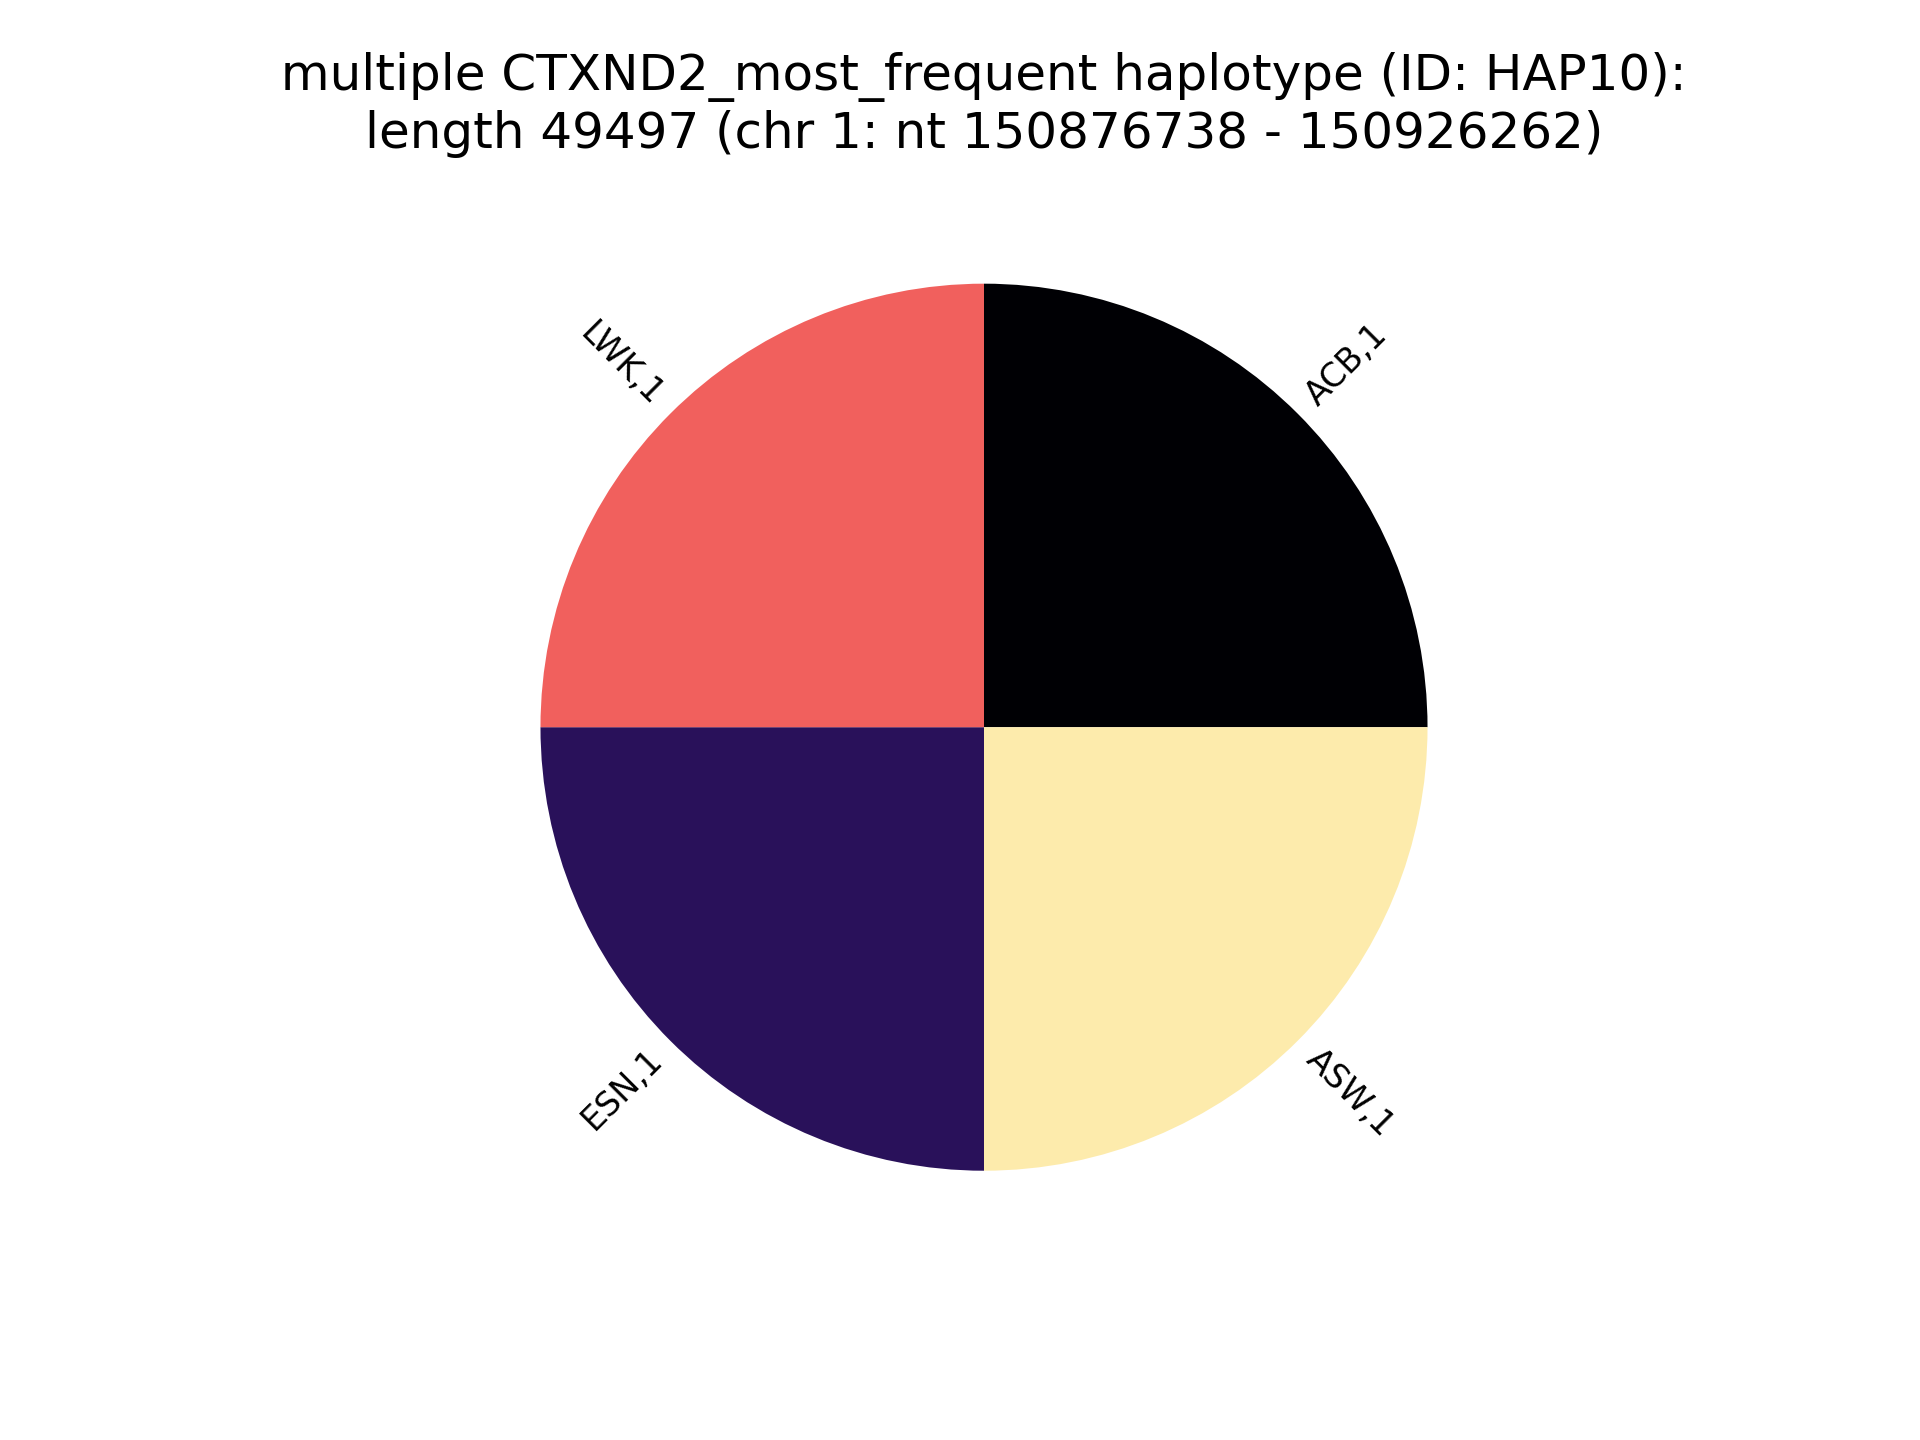 multiple CTXND2_most_frequent haplotype (ID: HAP10):
length 49497 (chr 1: nt 150876738 - 150926262)
LWK,1
ACB,1
ESN,1
ASW,1